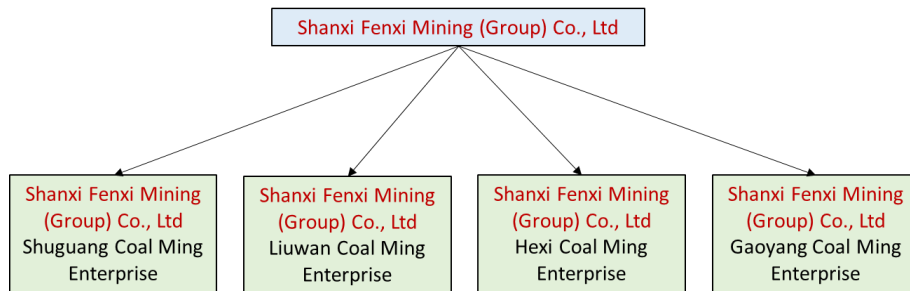 Shanxi Fenxi Mining (Group) Co., Ltd
Shanxi Fenxi Mining
(Group) Co., Ltd
Shuguang Coal Ming
Enterprise
Shanxi Fenxi Mining
(Group) Co., Ltd
Liuwan Coal Ming
Enterprise
Shanxi Fenxi Mining
(Group) Co., Ltd
Hexi Coal Ming
Enterprise
Shanxi Fenxi Mining
(Group) Co., Ltd
Gaoyang Coal Ming
Enterprise